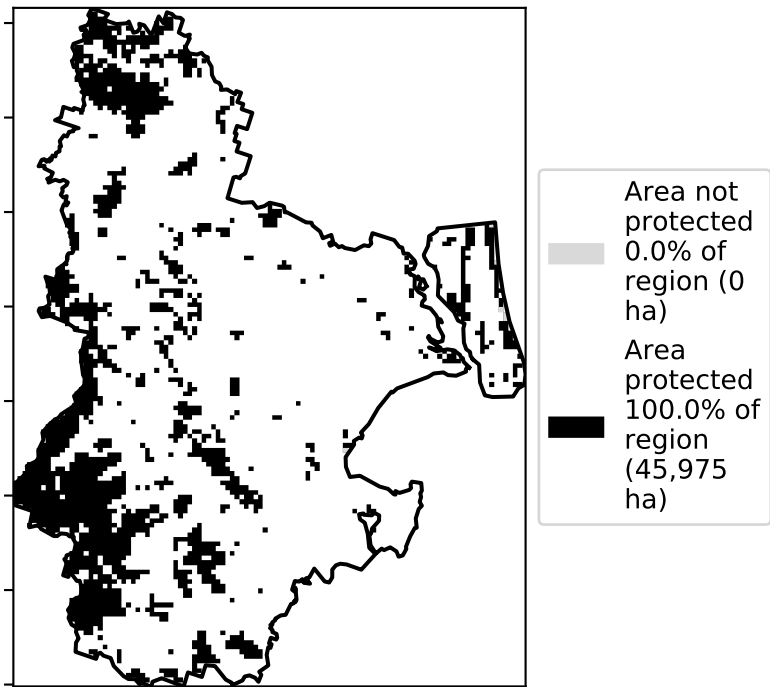 Area not
protected
0.0% of
region (0
ha)
Area
protected
100.0% of
region
(45,975
ha)